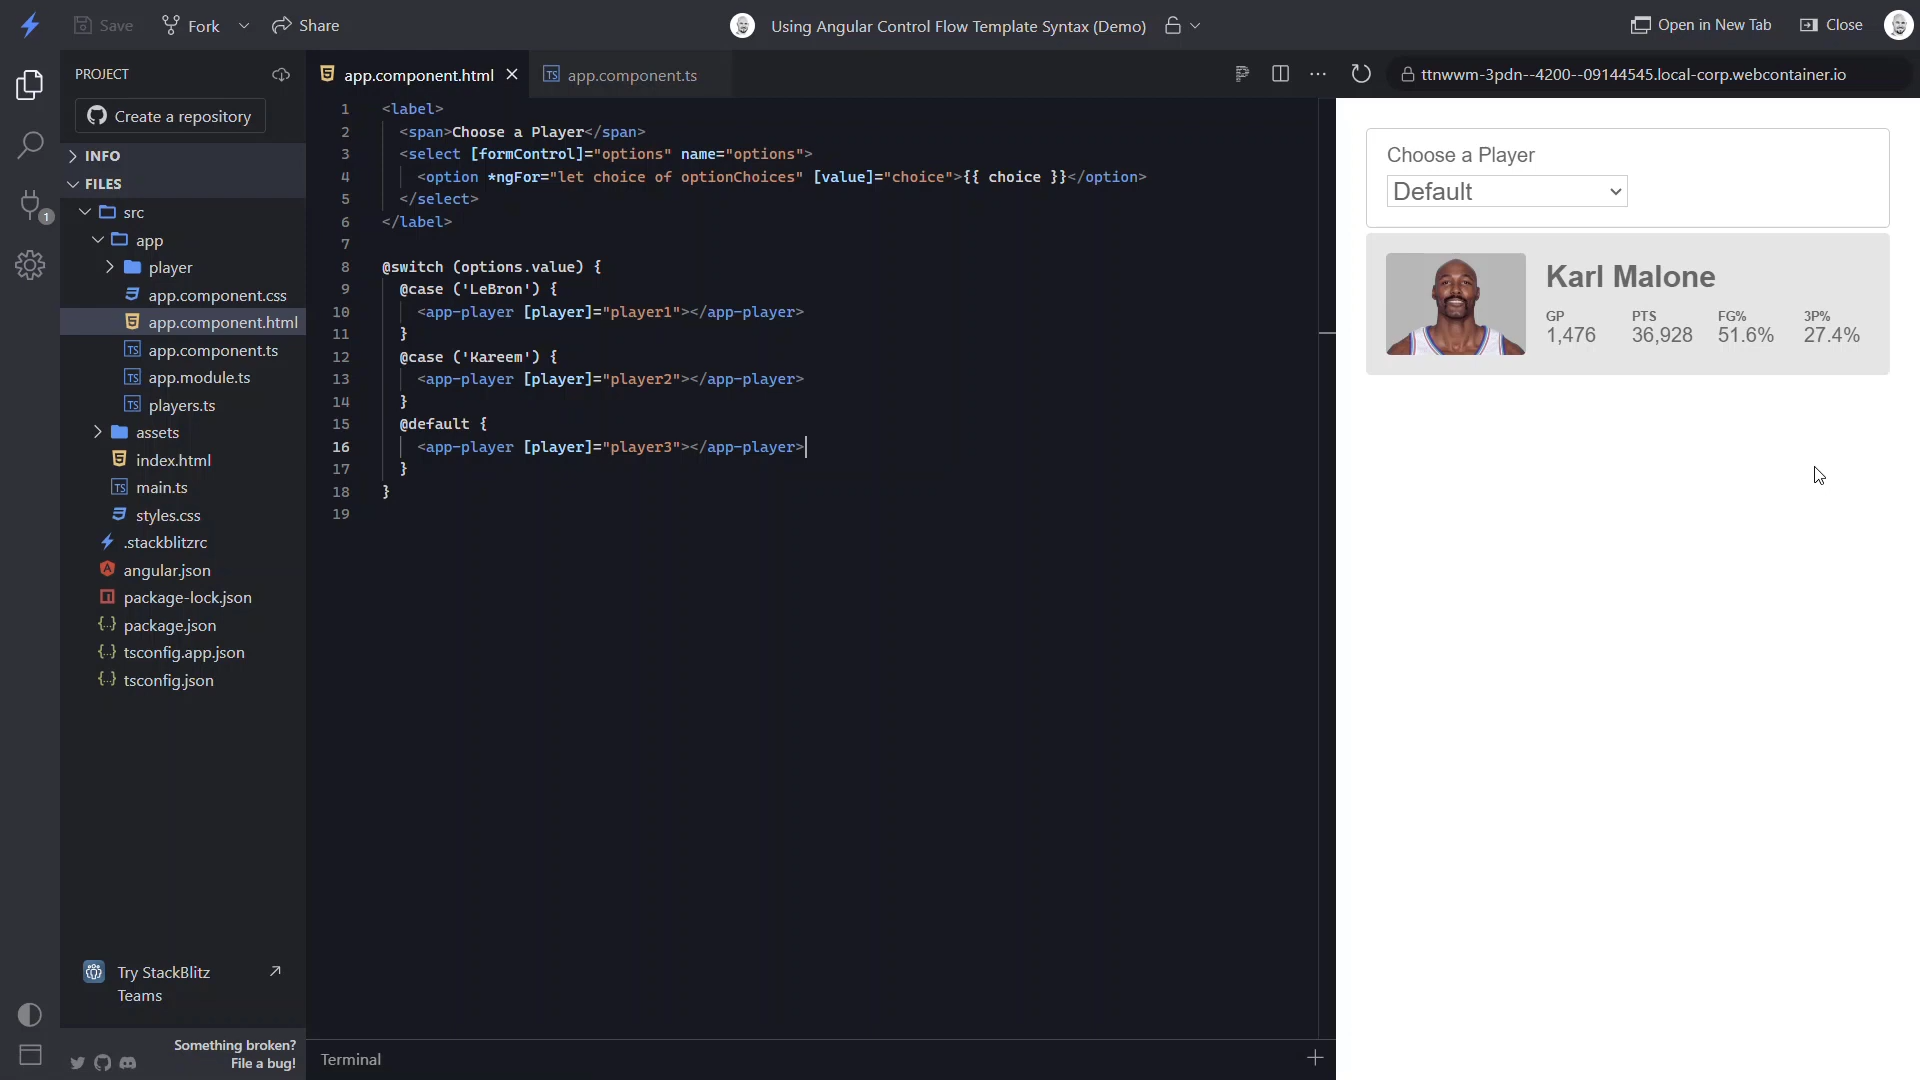 Save
Fork
Share
Using Angular Control Flow Template Syntax (Demo)
Open in New Tab
Close
PROJECT
Create a repository
INFO
FILES
src
app
player
app.component.css
app.component.html
app.component.ts
app.module.ts
players.ts
assets
index.html
main.ts
styles.css
.stackblitzrc
angular.json
package-lock.json
package.json
tsconfig.app.json
tsconfig.json
1
Try StackBlitz
Teams
Something broken?
File a bug!
app.component.html
TS app.component.ts
1 <label>
2 <span>Choose a Player</span>
3 <select [formControl]="options" name="options">
4 <option *ngFor="let choice of optionChoices" [value]="choice">{{ choice }}</option>
5 </select>
6 </label>
7
8 @switch (options.value) {
9 @case ('LeBron') {
10 <app-player [player]="player1"></app-player>
11 }
12 @case ('Kareem') {
13 <app-player [player]="player2"></app-player>
14 }
15 @default {
16 <app-player [player]="player3"></app-player>
17 }
18 }
19
Terminal
ttnwwm-3pdn--4200--09144545.local-corp.webcontainer.io
Choose a Player
Default
Karl Malone
GP PTS FG% 3P%
1,476 36,928 51.6% 27.4%